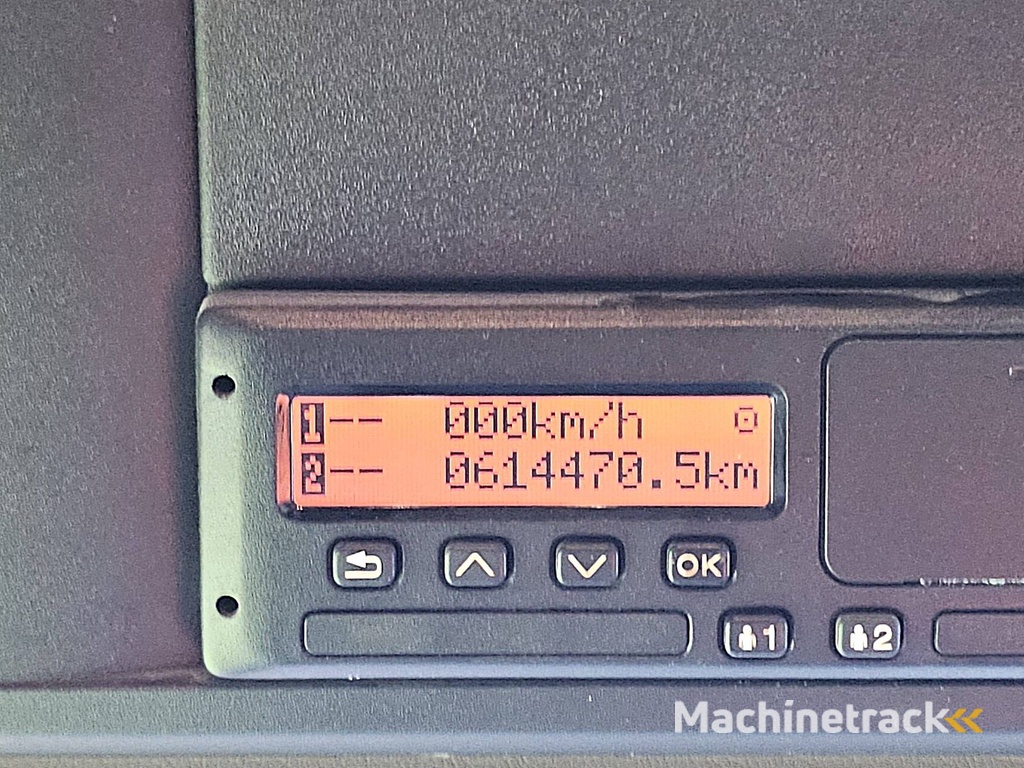 1-- 000km/h
2-- 0614470.5km
OK
1 2
Machinetrack